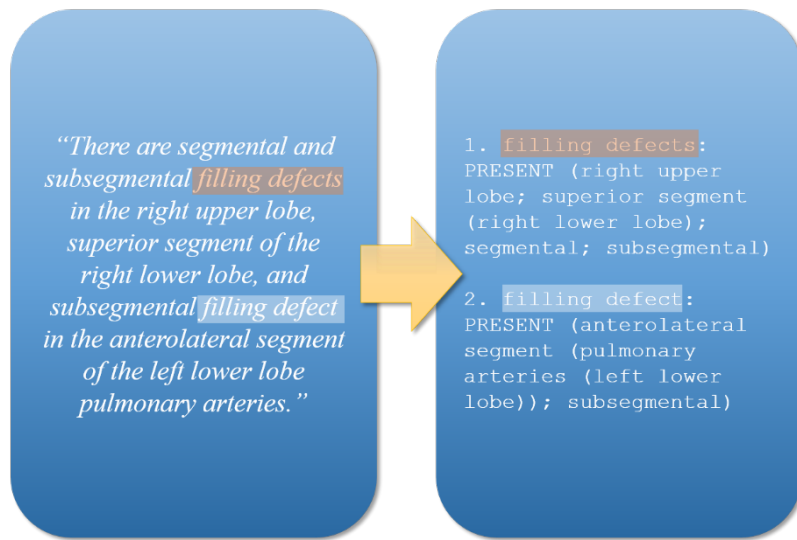 “There are segmental and
subsegmental filling defects
in the right upper lobe,
superior segment of the
right lower lobe, and
subsegmental filling defect
in the anterolateral segment
of the left lower lobe
pulmonary arteries.”
1. filling defects:
PRESENT (right upper
lobe; superior segment
(right lower lobe);
segmental; subsegmental)
2. filling defect:
PRESENT (anterolateral
segment (pulmonary
arteries (left lower
lobe)); subsegmental)